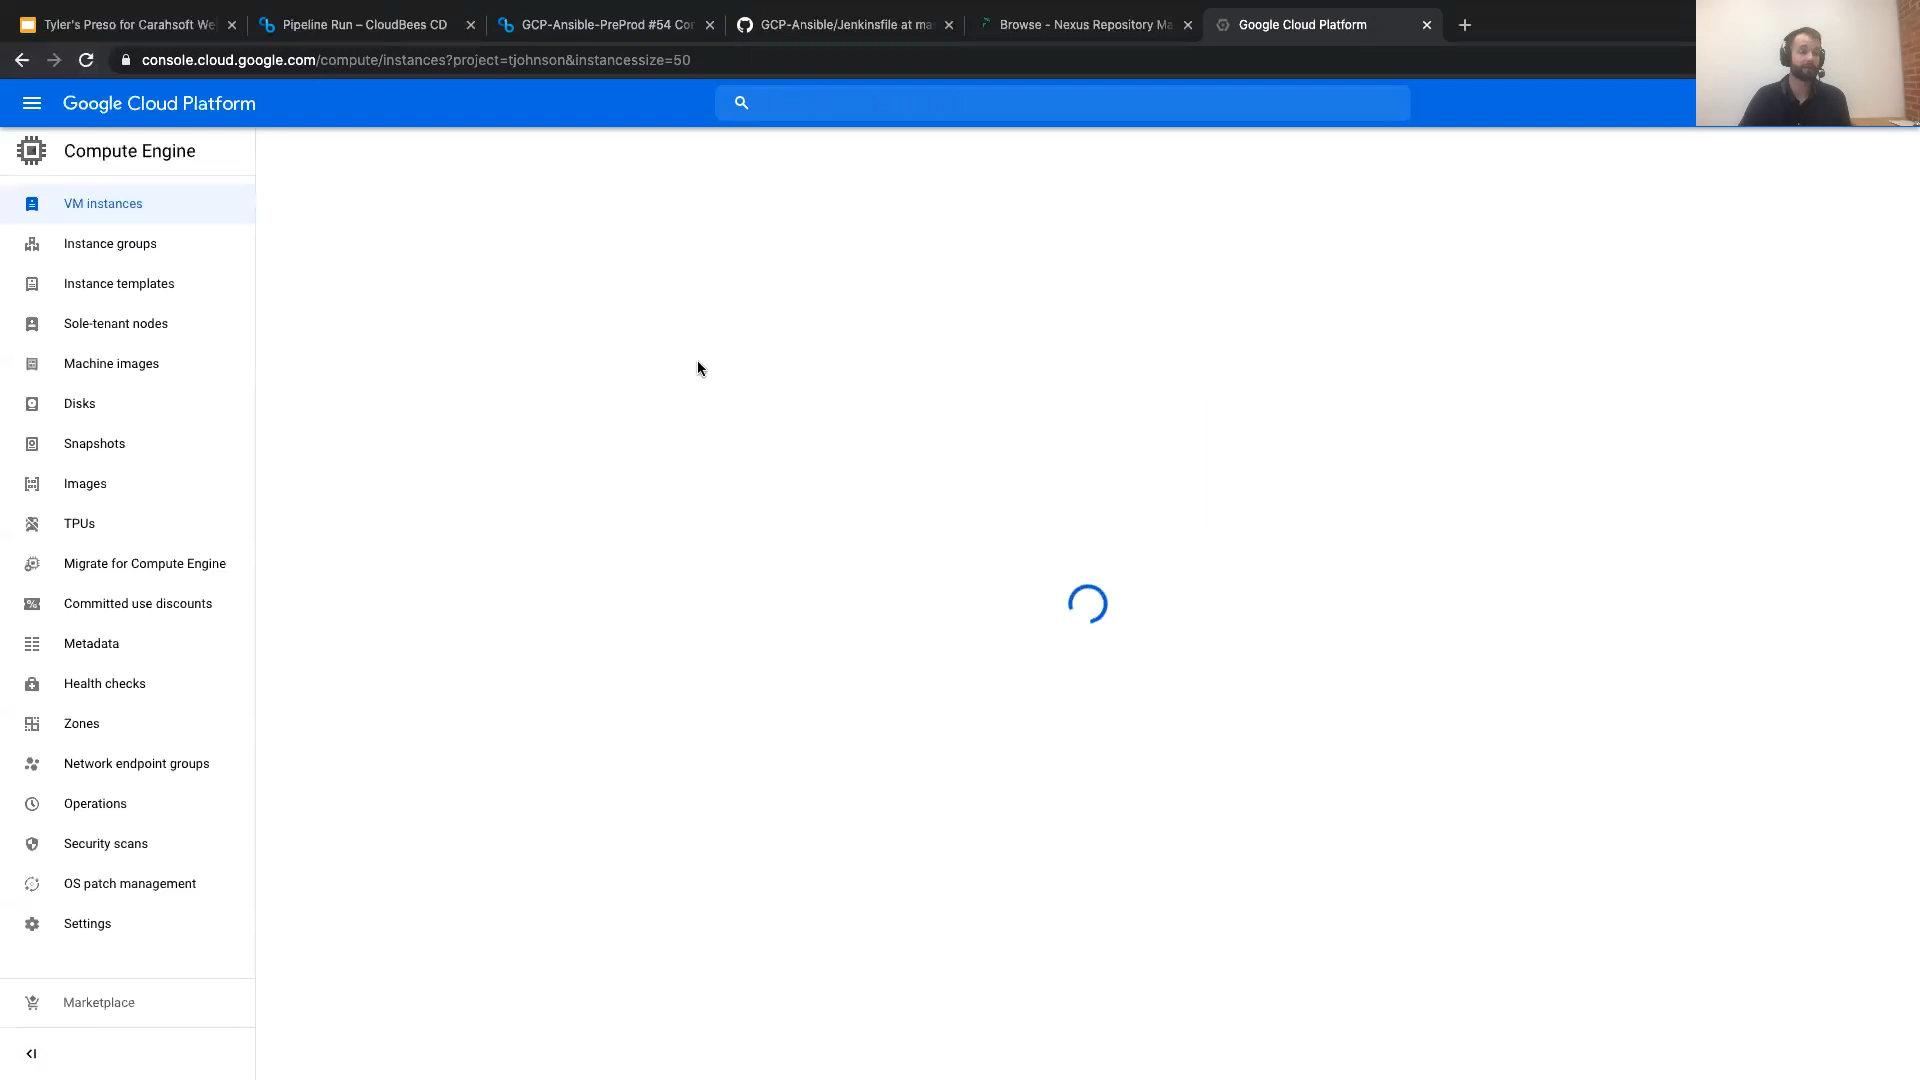 Tyler's Preso for Carahsoft We
Pipeline Run – CloudBees CD
GCP-Ansible-PreProd #54 Cor
GCP-Ansible/Jenkinsfile at ma
Browse - Nexus Repository Ma
Google Cloud Platform
console.cloud.google.com/compute/instances?project=tjohnson&instancessize=50
Google Cloud Platform
Compute Engine
VM instances
Instance groups
Instance templates
Sole-tenant nodes
Machine images
Disks
Snapshots
Images
TPUs
Migrate for Compute Engine
Committed use discounts
Metadata
Health checks
Zones
Network endpoint groups
Operations
Security scans
OS patch management
Settings
Marketplace